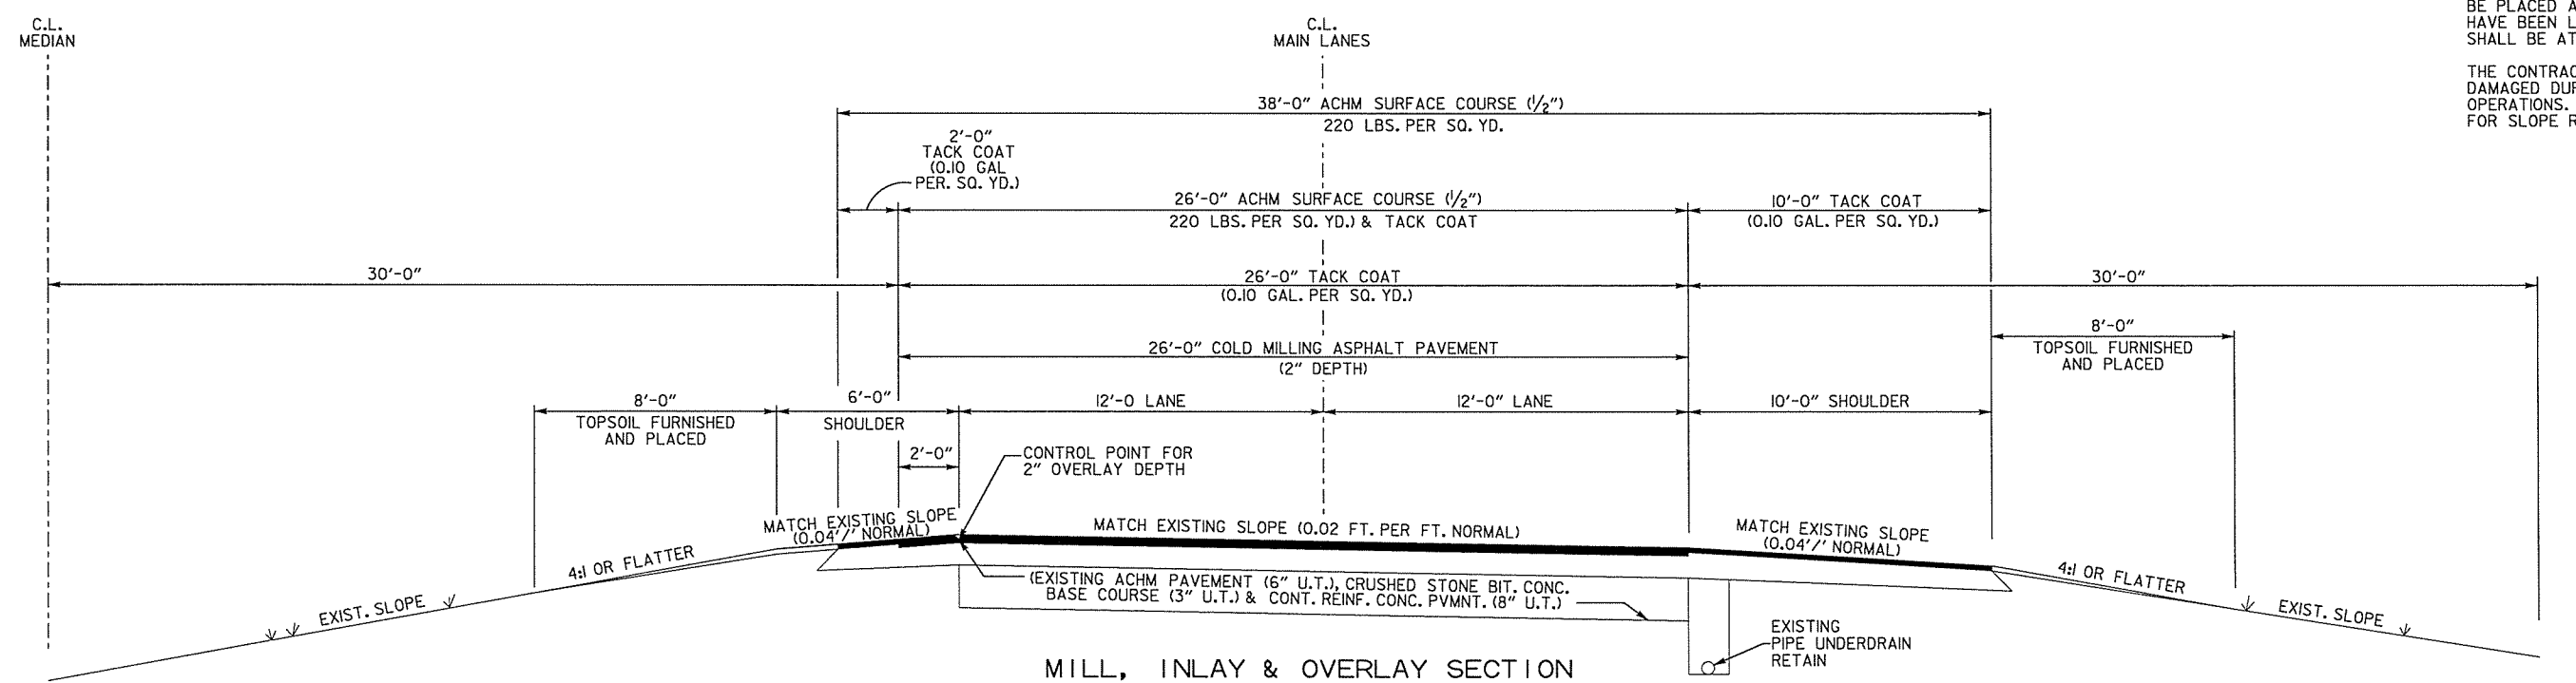 C.L.
MEDIAN
C.L.
MAIN LANES
BE PLACED A
HAVE BEEN L
SHALL BE AT
THE CONTRAC
DAMAGED DUR
OPERATIONS.
FOR SLOPE R
38'-0" ACHM SURFACE COURSE (1/2")
220 LBS. PER SQ. YD.
2'-0"
TACK COAT
(0.10 GAL
PER. SQ. YD.)
26'-0" ACHM SURFACE COURSE (1/2")
220 LBS. PER SQ. YD.) & TACK COAT
10'-0" TACK COAT
(0.10 GAL. PER SQ. YD.)
30'-0"
26'-0" TACK COAT
(0.10 GAL. PER SQ. YD.)
30'-0"
26'-0" COLD MILLING ASPHALT PAVEMENT
(2" DEPTH)
8'-0"
TOPSOIL FURNISHED
AND PLACED
8'-0"
TOPSOIL FURNISHED
AND PLACED
6'-0"
SHOULDER
12'-0 LANE
12'-0" LANE
10'-0" SHOULDER
2'-0"
CONTROL POINT FOR
2" OVERLAY DEPTH
MATCH EXISTING SLOPE
(0.04'/' NORMAL)
MATCH EXISTING SLOPE (0.02 FT. PER FT. NORMAL)
MATCH EXISTING SLOPE
(0.04'/' NORMAL)
4:1 OR FLATTER
EXIST. SLOPE
(EXISTING ACHM PAVEMENT (6" U.T.), CRUSHED STONE BIT. CONC.
BASE COURSE (3" U.T.) & CONT. REINF. CONC. PVMNT. (8" U.T.)
4:1 OR FLATTER
EXIST. SLOPE
EXISTING
PIPE UNDERDRAIN
RETAIN
MILL, INLAY & OVERLAY SECTION